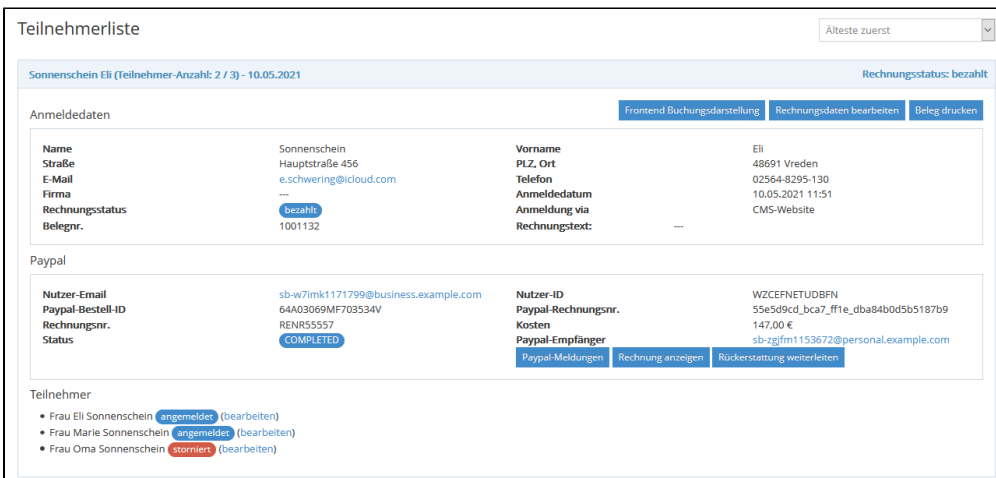 Teilnehmerliste
Älteste zuerst
Sonnenschein Eli (Teilnehmer-Anzahl: 2 / 3) - 10.05.2021 Rechnungsstatus: bezahlt
Anmeldedaten Frontend Buchungsdarstellung Rechnungsdaten bearbeiten Beleg drucken
Name Sonnenschein Vorname Eli
Straße Hauptstraße 456 PLZ, Ort 48691 Vreden
E-Mail e.schwering@icloud.com Telefon 02564-8295-130
Firma --- Anmeldedatum 10.05.2021 11:51
Rechnungsstatus bezahlt Anmeldung via CMS-Website
Belegnr. 1001132 Rechnungstext: ---
Paypal
Nutzer-Email sb-w7imk1171799@business.example.com Nutzer-ID WZCEFNETUDBFN
Paypal-Bestell-ID 64A03069MF703534V Paypal-Rechnungsnr. 55e5d9cd_bca7_ff1e_dba84b0d5b5187b9
Rechnungsnr. RENR55557 Kosten 147,00 €
Status COMPLETED Paypal-Empfänger sb-zgjfm1153672@personal.example.com
Paypal-Meldungen Rechnung anzeigen Rückerstattung weiterleiten
Teilnehmer
• Frau Eli Sonnenschein angemeldet (bearbeiten)
• Frau Marie Sonnenschein angemeldet (bearbeiten)
• Frau Oma Sonnenschein storniert (bearbeiten)